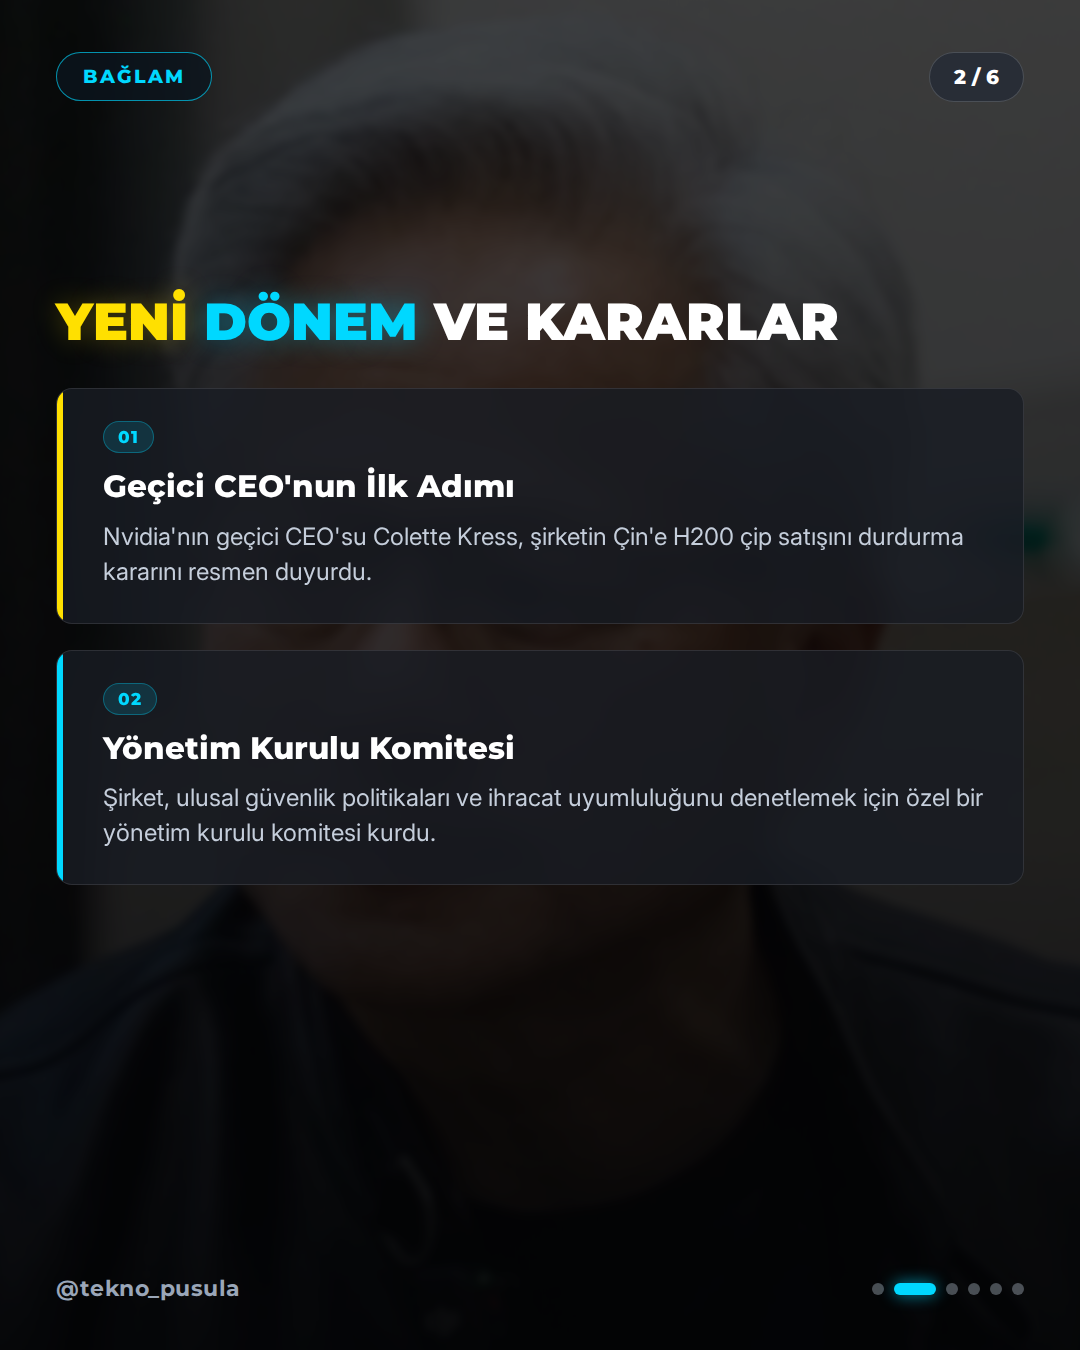 BAĞLAM
2 / 6
YENİ DÖNEM VE KARARLAR
01
Geçici CEO'nun İlk Adımı
Nvidia'nın geçici CEO'su Colette Kress, şirketin Çin'e H200 çip satışını durdurma
kararını resmen duyurdu.
02
Yönetim Kurulu Komitesi
Şirket, ulusal güvenlik politikaları ve ihracat uyumluluğunu denetlemek için özel bir
yönetim kurulu komitesi kurdu.
@tekno_pusula